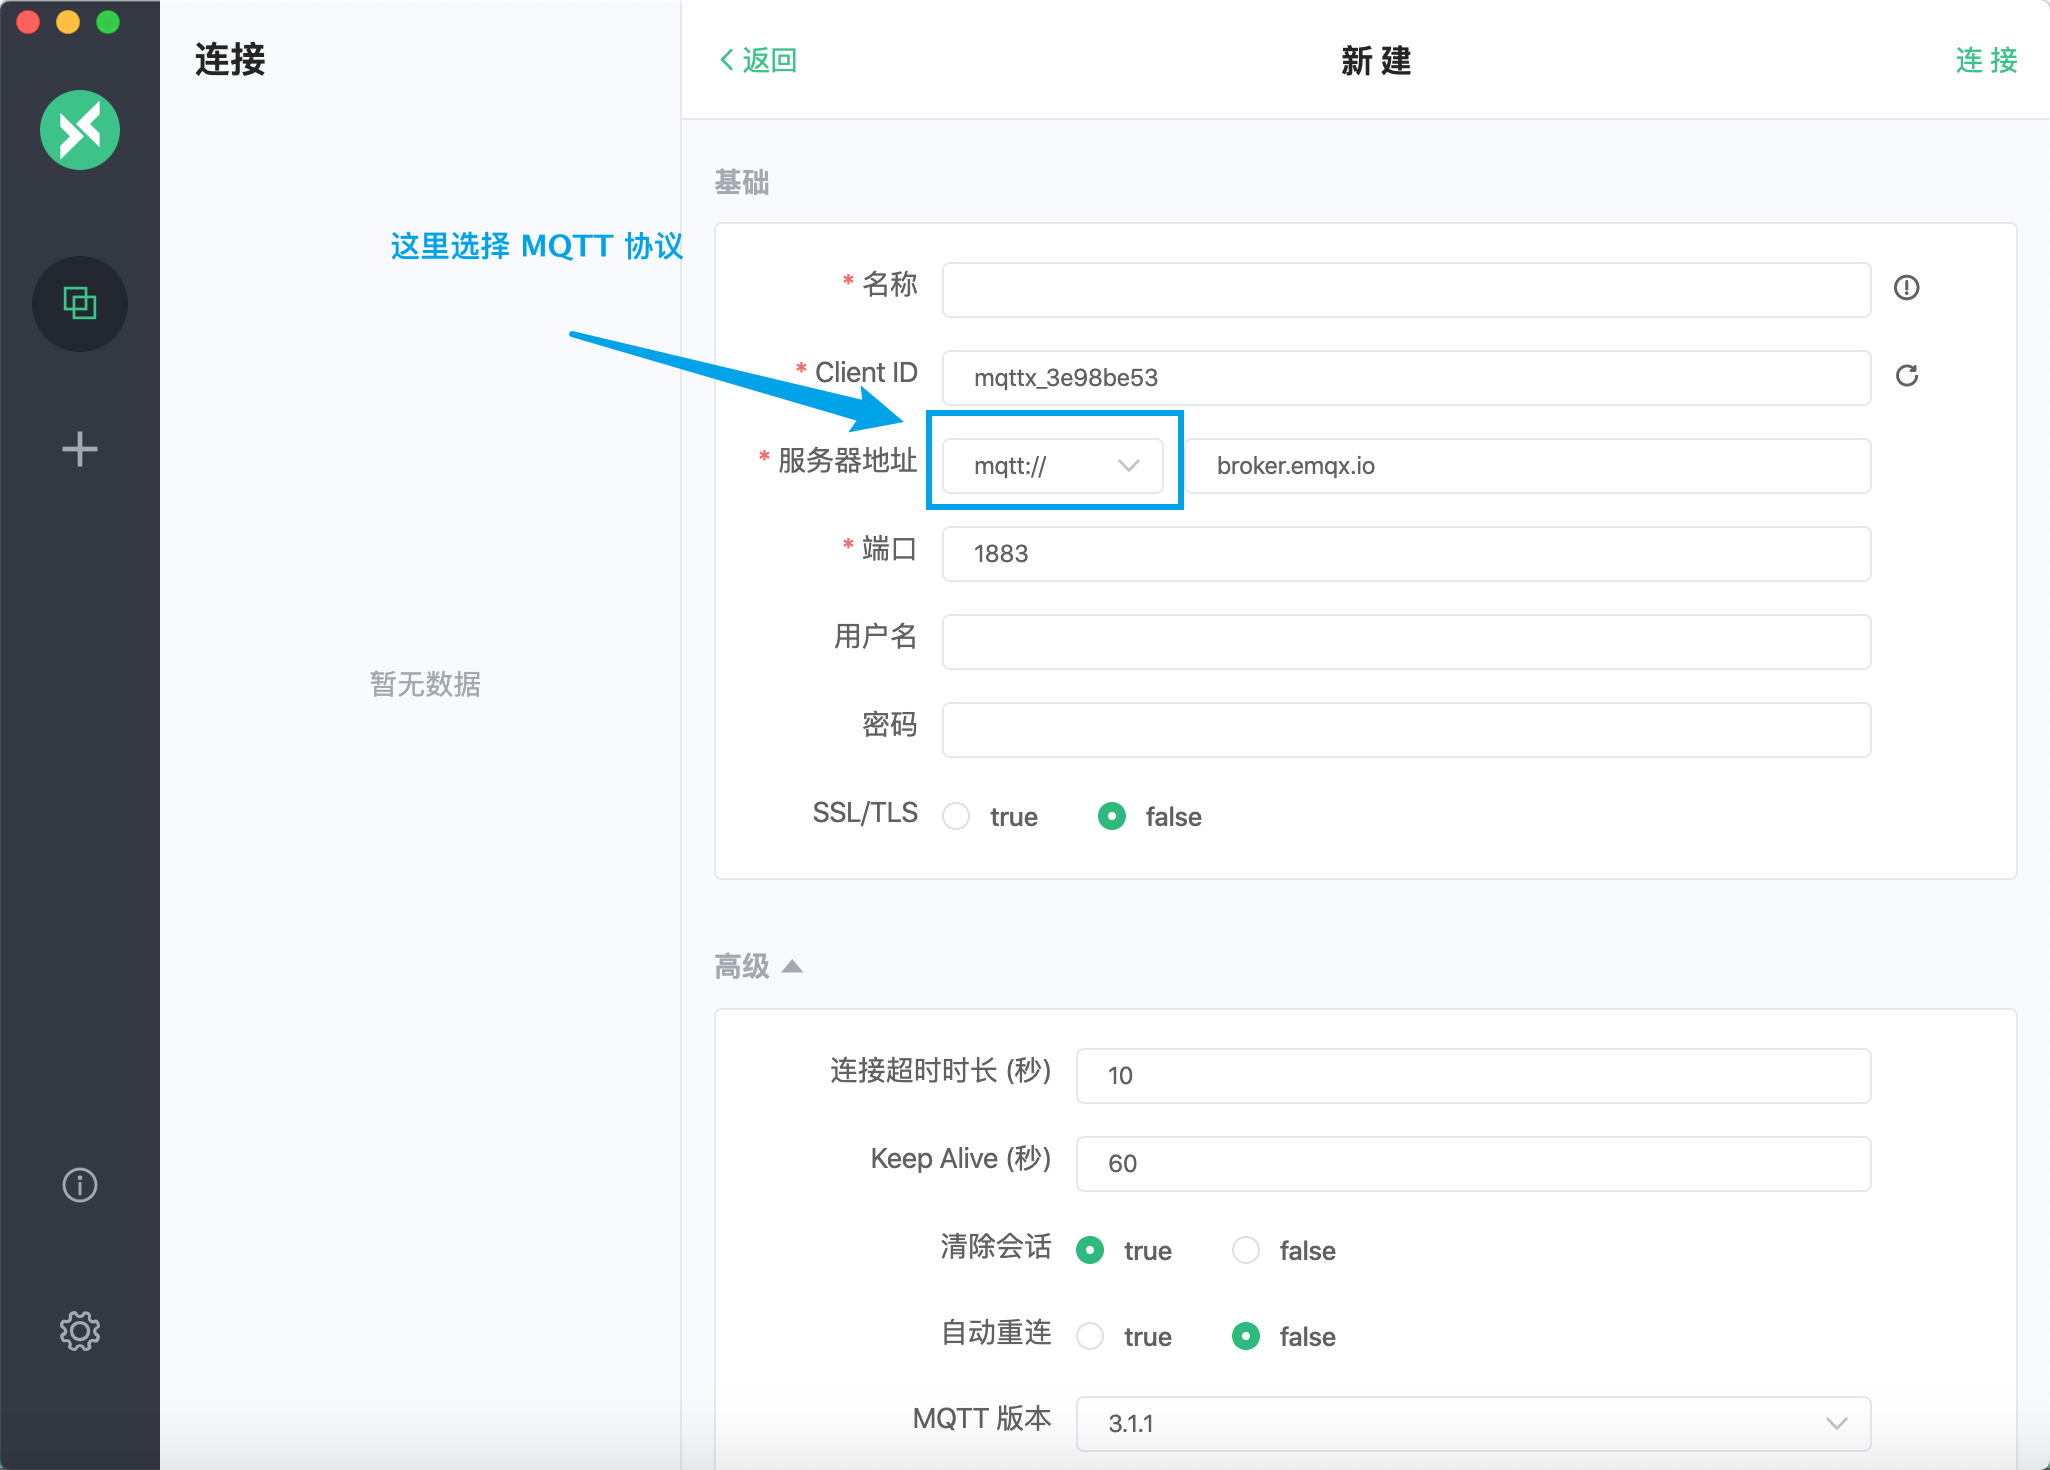 连接
返回
新 建
连 接
基础
这里选择 MQTT 协议
* 名称
* Client ID mqttx_3e98be53
* 服务器地址 mqtt:// broker.emqx.io
* 端口 1883
用户名
暂无数据
密码
SSL/TLS true false
高级
连接超时时长 (秒) 10
Keep Alive (秒) 60
清除会话 true false
自动重连 true false
MQTT 版本 3.1.1